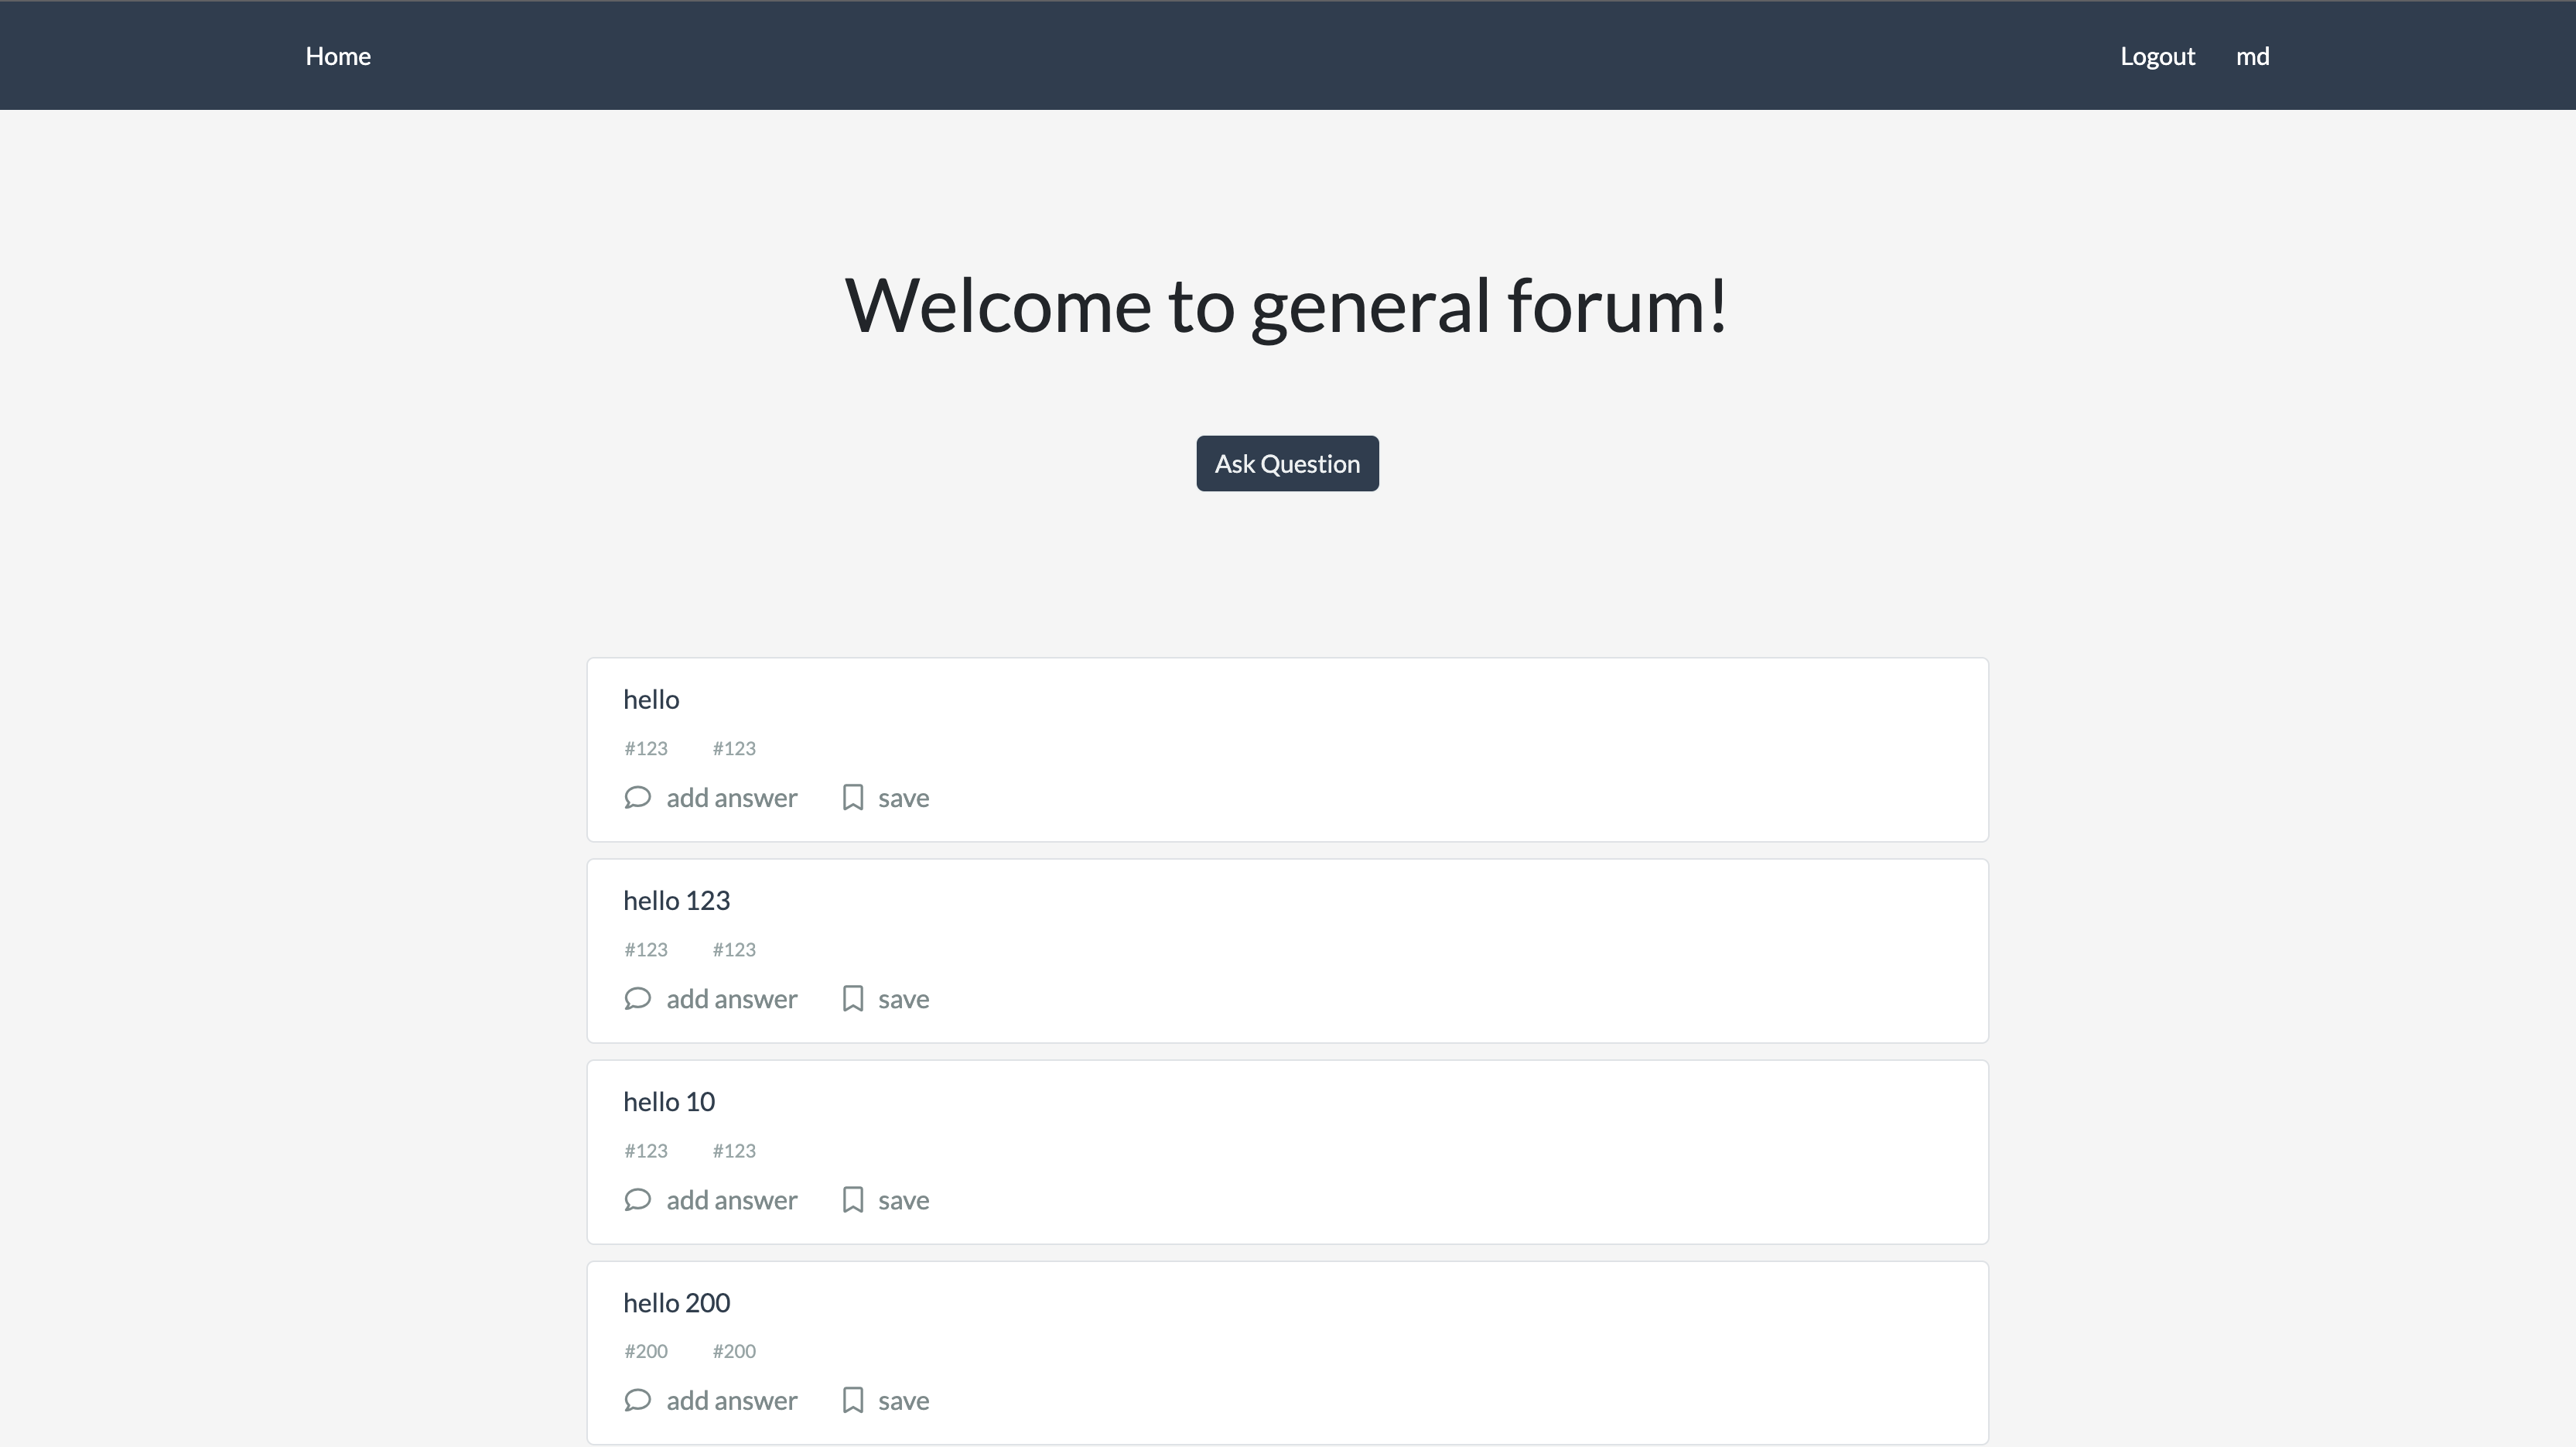 Home Logout md
Welcome to general forum!
Ask Question
hello
#123 #123
add answer save
hello 123
#123 #123
add answer save
hello 10
#123 #123
add answer save
hello 200
#200 #200
add answer save